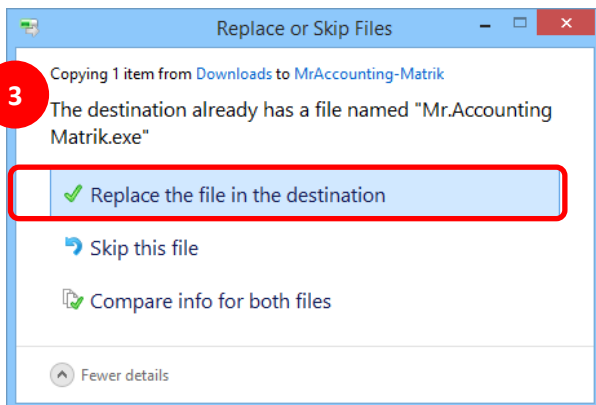 Replace or Skip Files
Copying 1 item from Downloads to MrAccounting-Matrik
3
The destination already has a file named "Mr.Accounting
Matrik.exe"
Replace the file in the destination
Skip this file
Compare info for both files
Fewer details